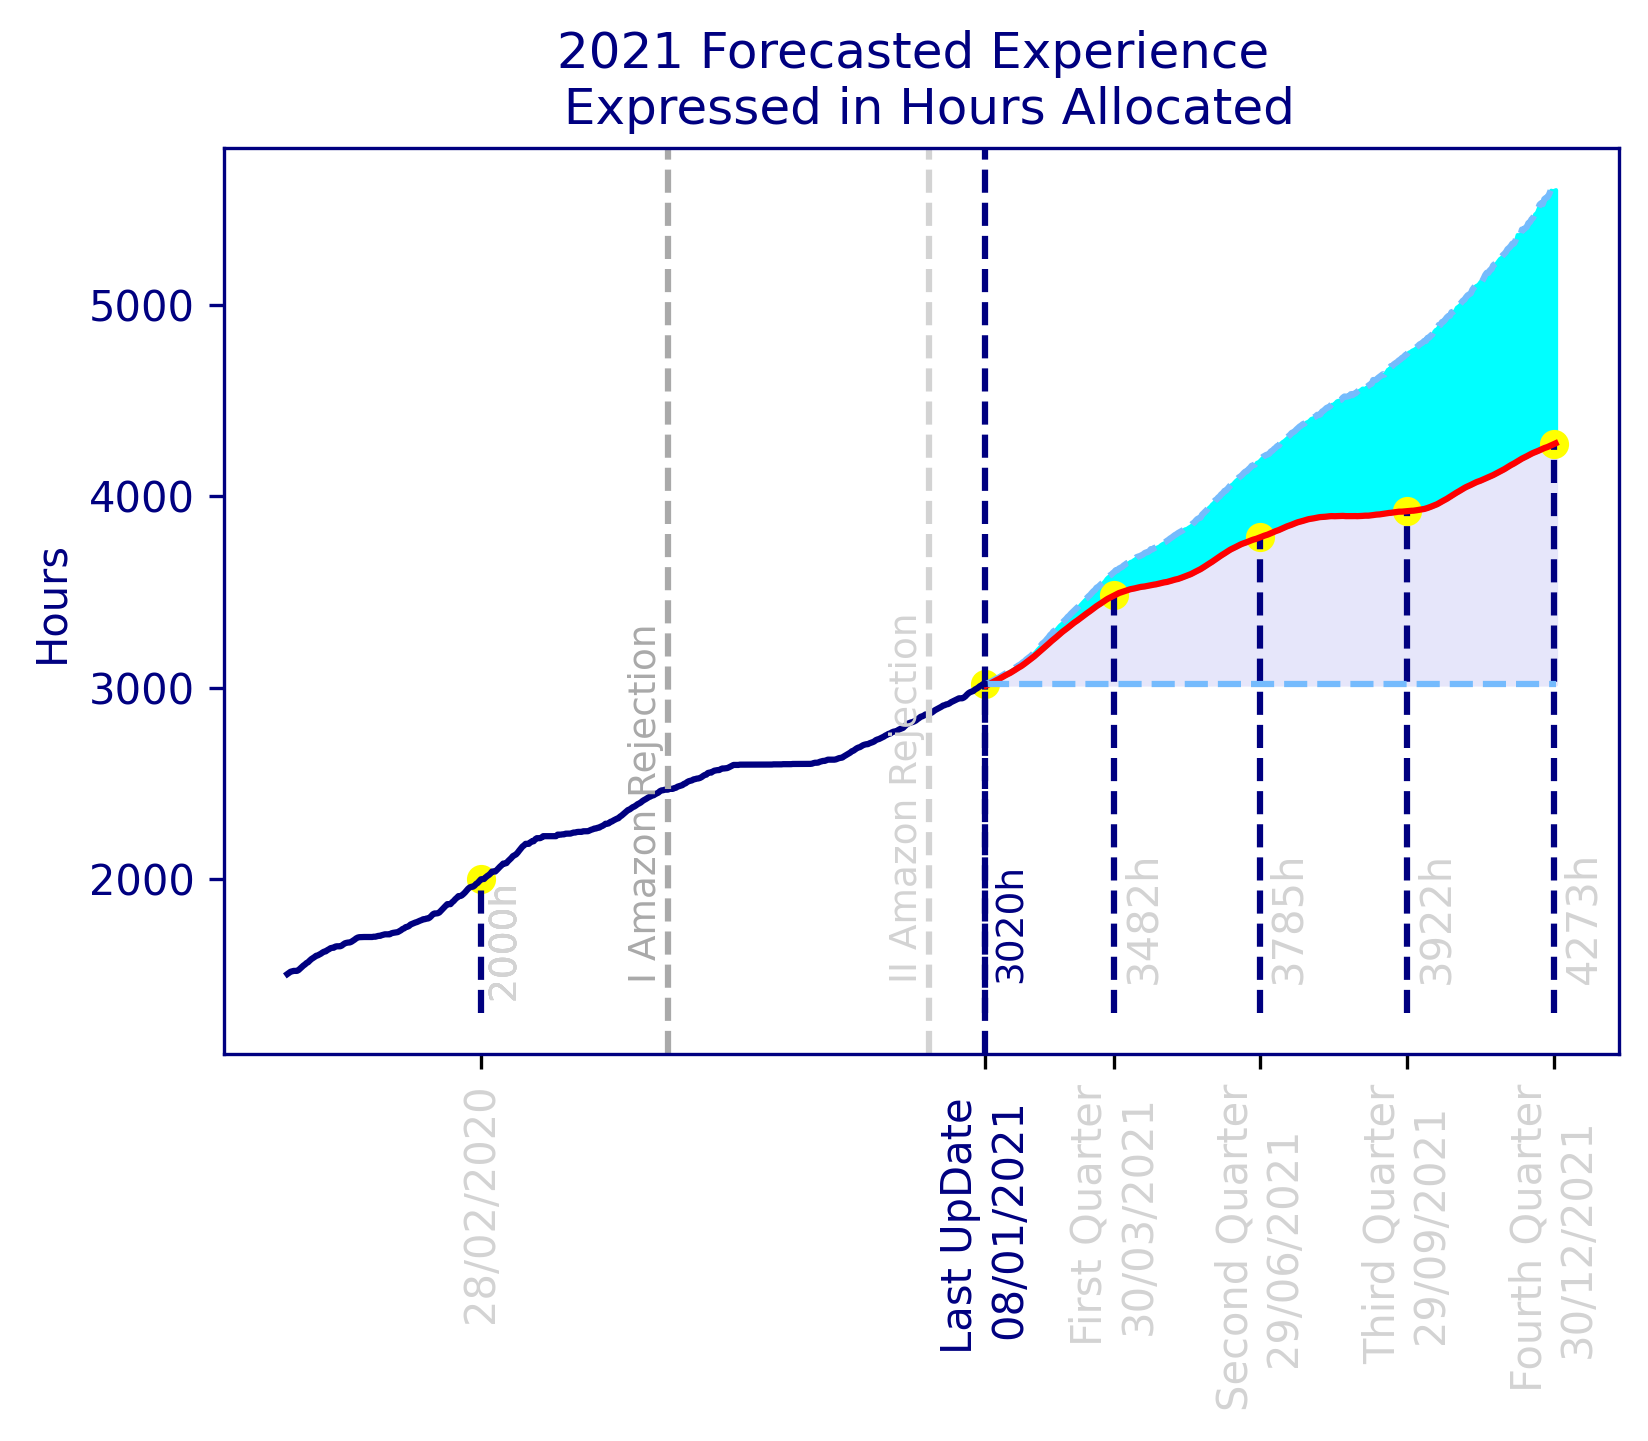 2021 Forecasted Experience
Expressed in Hours Allocated
Hours
5000
4000
3000
2000
2000h
I Amazon Rejection
II Amazon Rejection
3020h
3482h
3785h
3922h
4273h
28/02/2020
Last UpDate
08/01/2021
First Quarter
30/03/2021
Second Quarter
29/06/2021
Third Quarter
29/09/2021
Fourth Quarter
30/12/2021